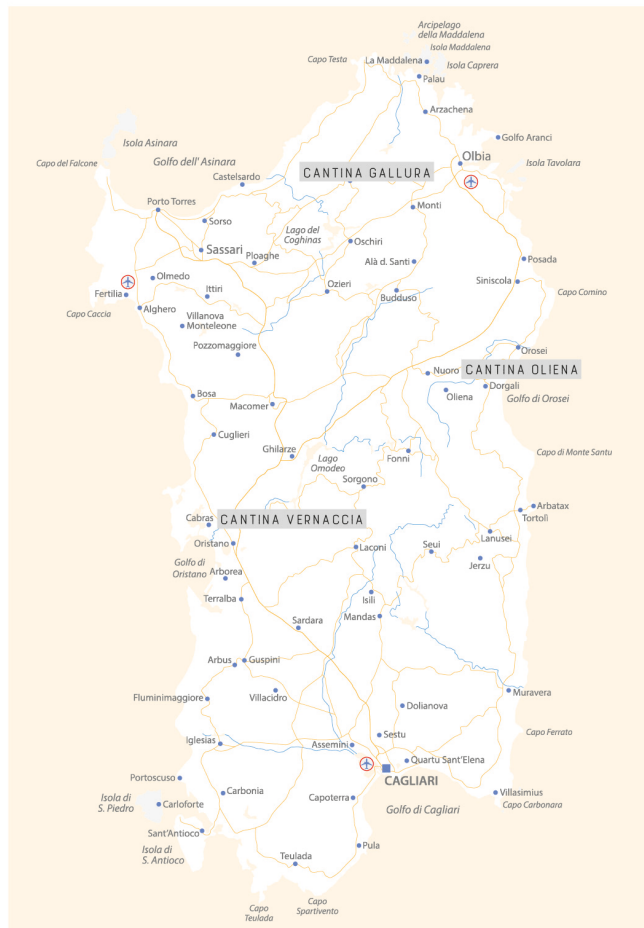 Arcipelago
della Maddalena
Isola Maddalena
Capo Testa
La Maddalena
Isola Caprera
Palau
Arzachena
Isola Asinara
Golfo Aranci
Capo del Falcone
Golfo dell' Asinara
Olbia
Isola Tavolara
CANTINA GALLURA
Castelsardo
Porto Torres
Monti
Sorso
Lago del
Coghinas
Oschiri
Sassari
Ploaghe
Alà d. Santi
Posada
Olmedo
Siniscola
Fertilia
Ittiri
Ozieri
Budduso
Capo Comino
Capo Caccia
Alghero
Villanova
Monteleone
Pozzomaggiore
Orosei
Nuoro
CANTINA OLIENA
Bosa
Oliena
Dorgali
Macomer
Golfo di Orosei
Cuglieri
Ghilarze
Lago
Omodeo
Fonni
Capo di Monte Santu
Sorgono
Arbatax
Tortolì
Cabras
CANTINA VERNACCIA
Oristano
Laconi
Seui
Lanusei
Golfo di
Oristano
Jerzu
Arborea
Terralba
Isili
Mandas
Sardara
Arbus
Guspini
Fluminimaggiore
Villacidro
Dolianova
Muravera
Iglesias
Assemini
Sestu
Capo Ferrato
Quartu Sant'Elena
Portoscuso
CAGLIARI
Isola di
S. Piedro
Carloforte
Carbonia
Capoterra
Golfo di Cagliari
Villasimius
Capo Carbonara
Sant'Antioco
Isola di
S. Antioco
Pula
Teulada
Capo
Teulada
Capo
Spartivento